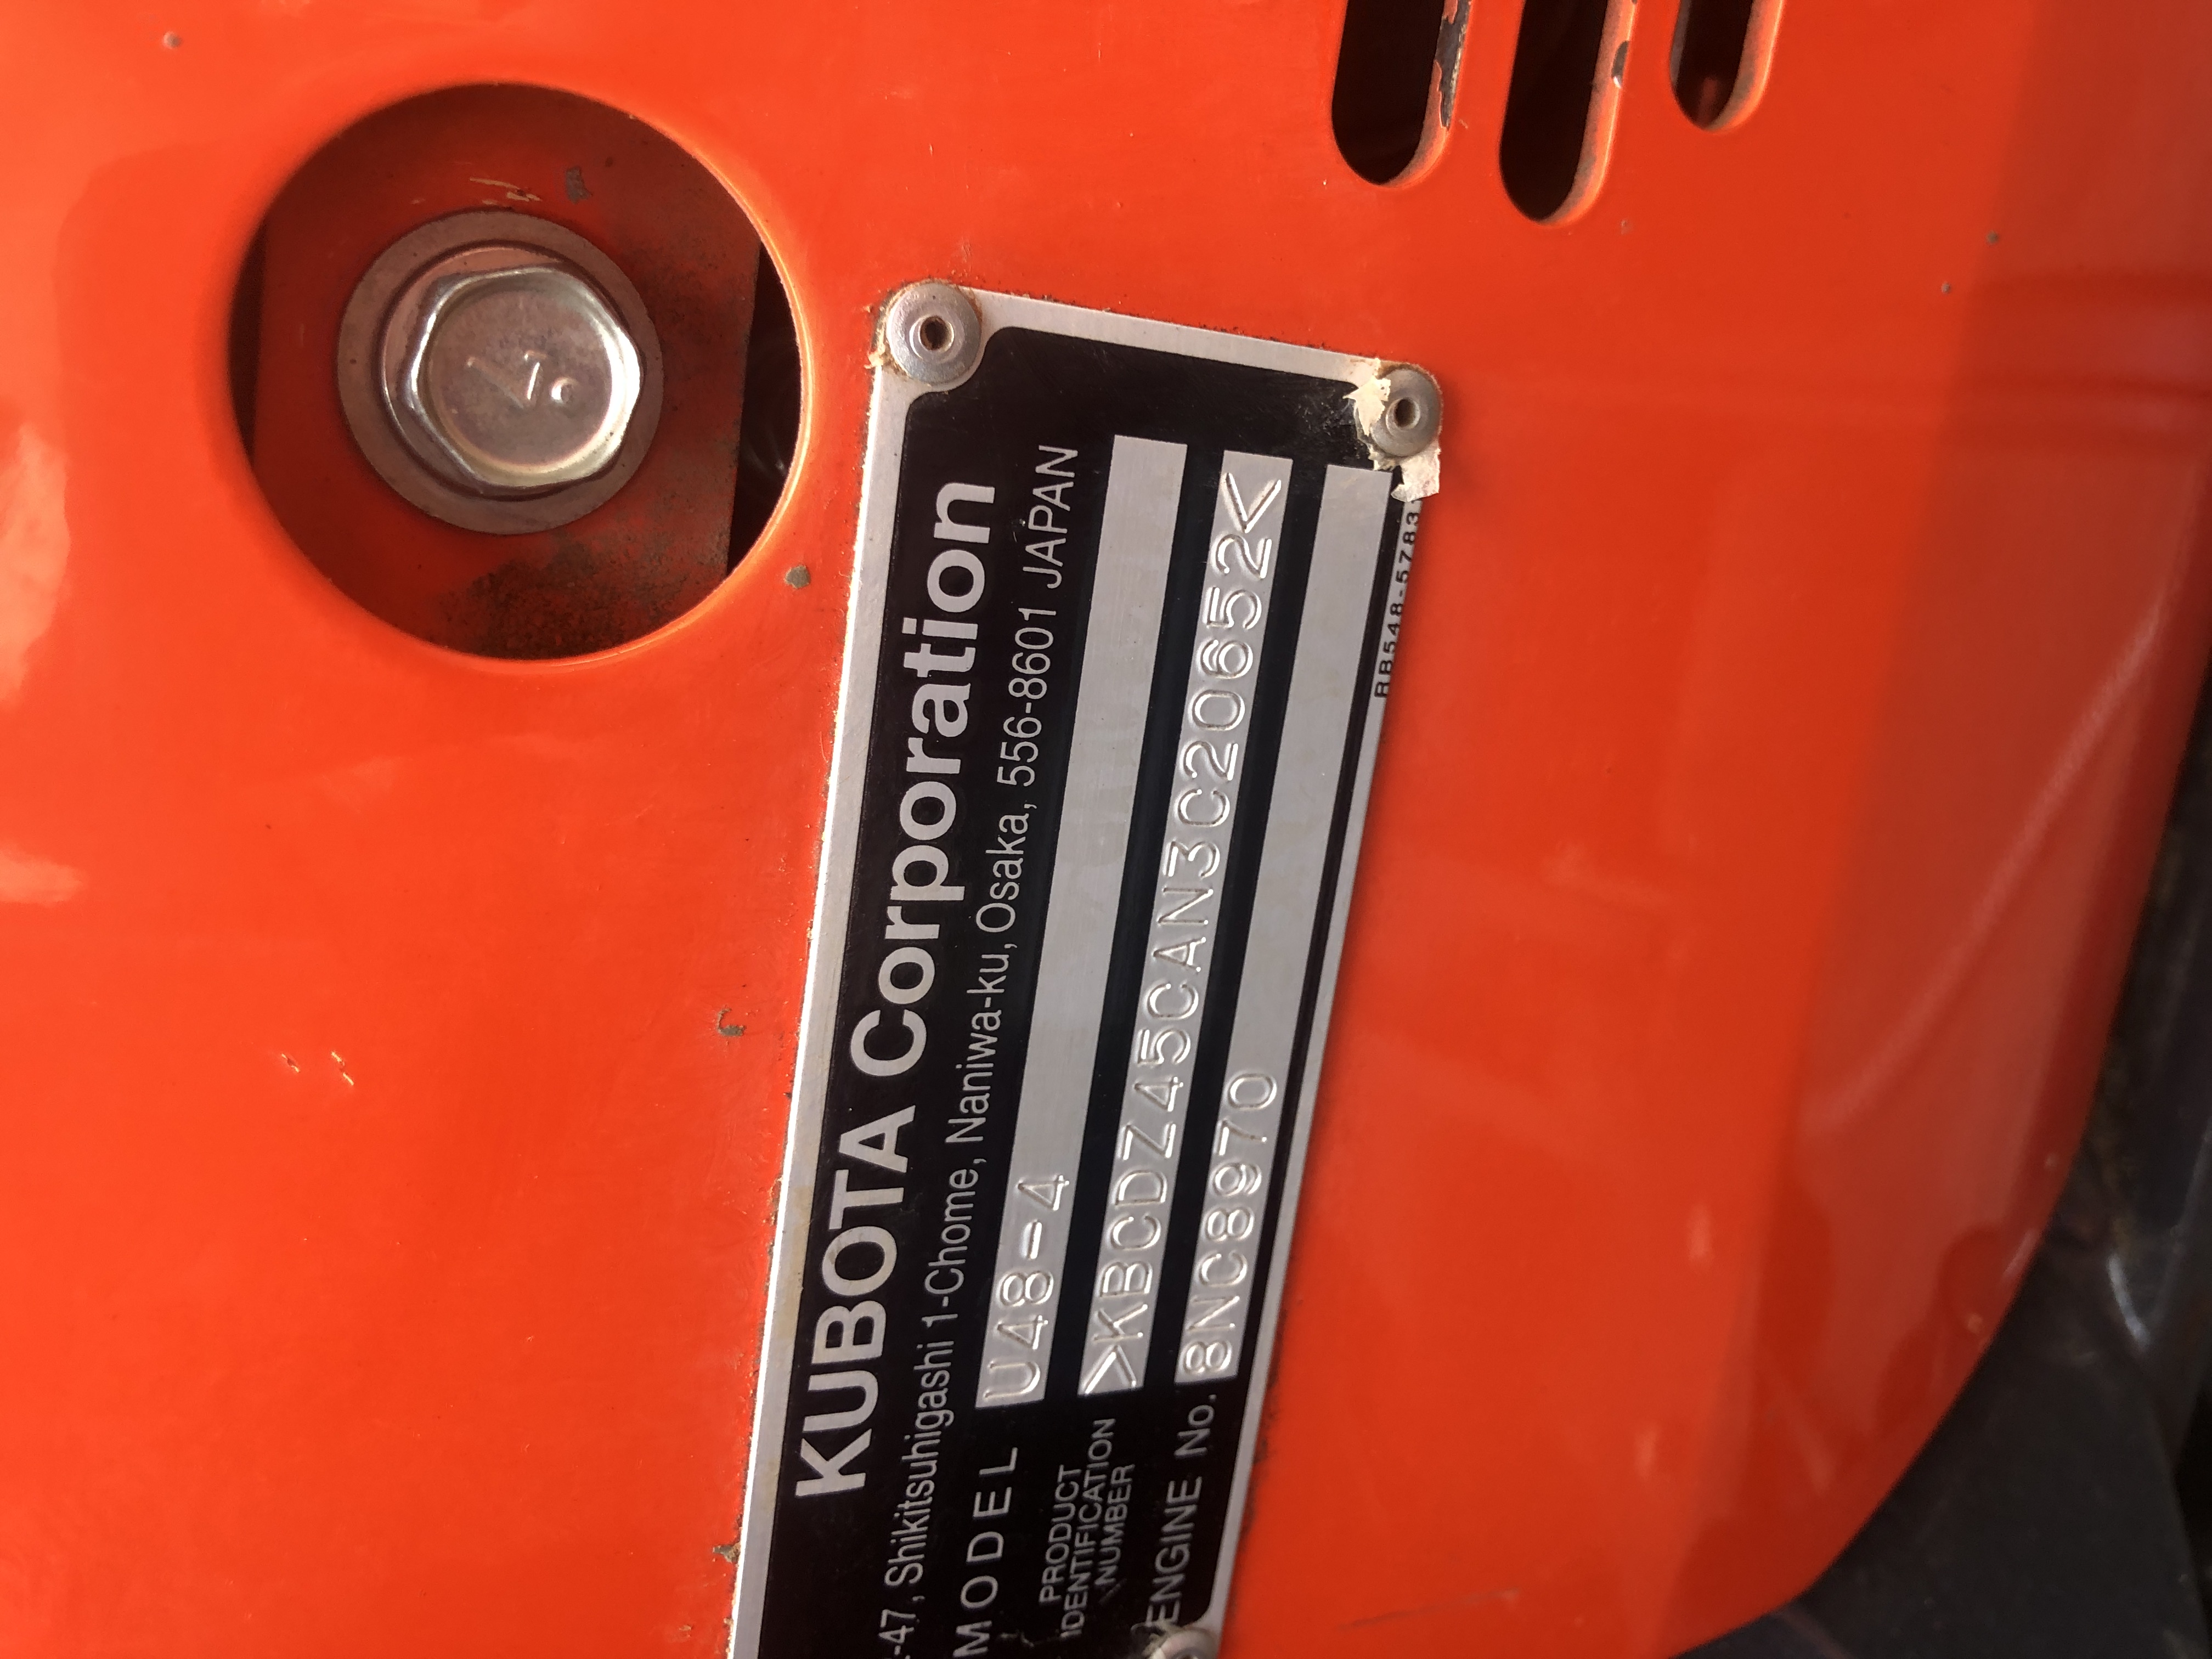 KUBOTA Corporation
-47, Shikitsuhigashi 1-Chome, Naniwa-ku, Osaka, 556-8601 JAPAN
MODEL U48-4
PRODUCT IDENTIFICATION NUMBER >KBCDZ45CAN3C20652<
ENGINE No. 8NC8970
RB548-5783